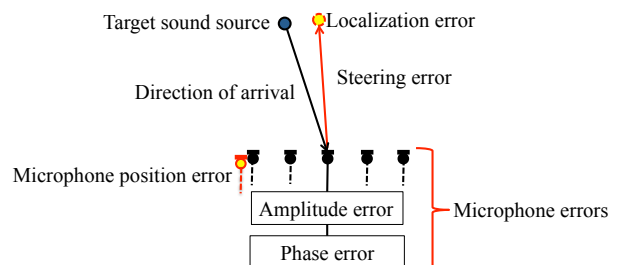 Target sound source
Localization error
Steering error
Direction of arrival
Microphone position error
Amplitude error
Microphone errors
Phase error